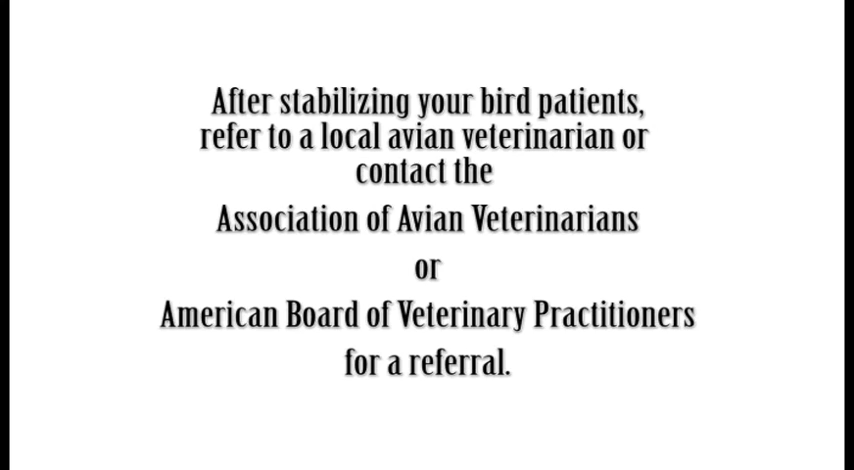 After stabilizing your bird patients,
refer to a local avian veterinarian or
contact the
Association of Avian Veterinarians
or
American Board of Veterinary Practitioners
for a referral.